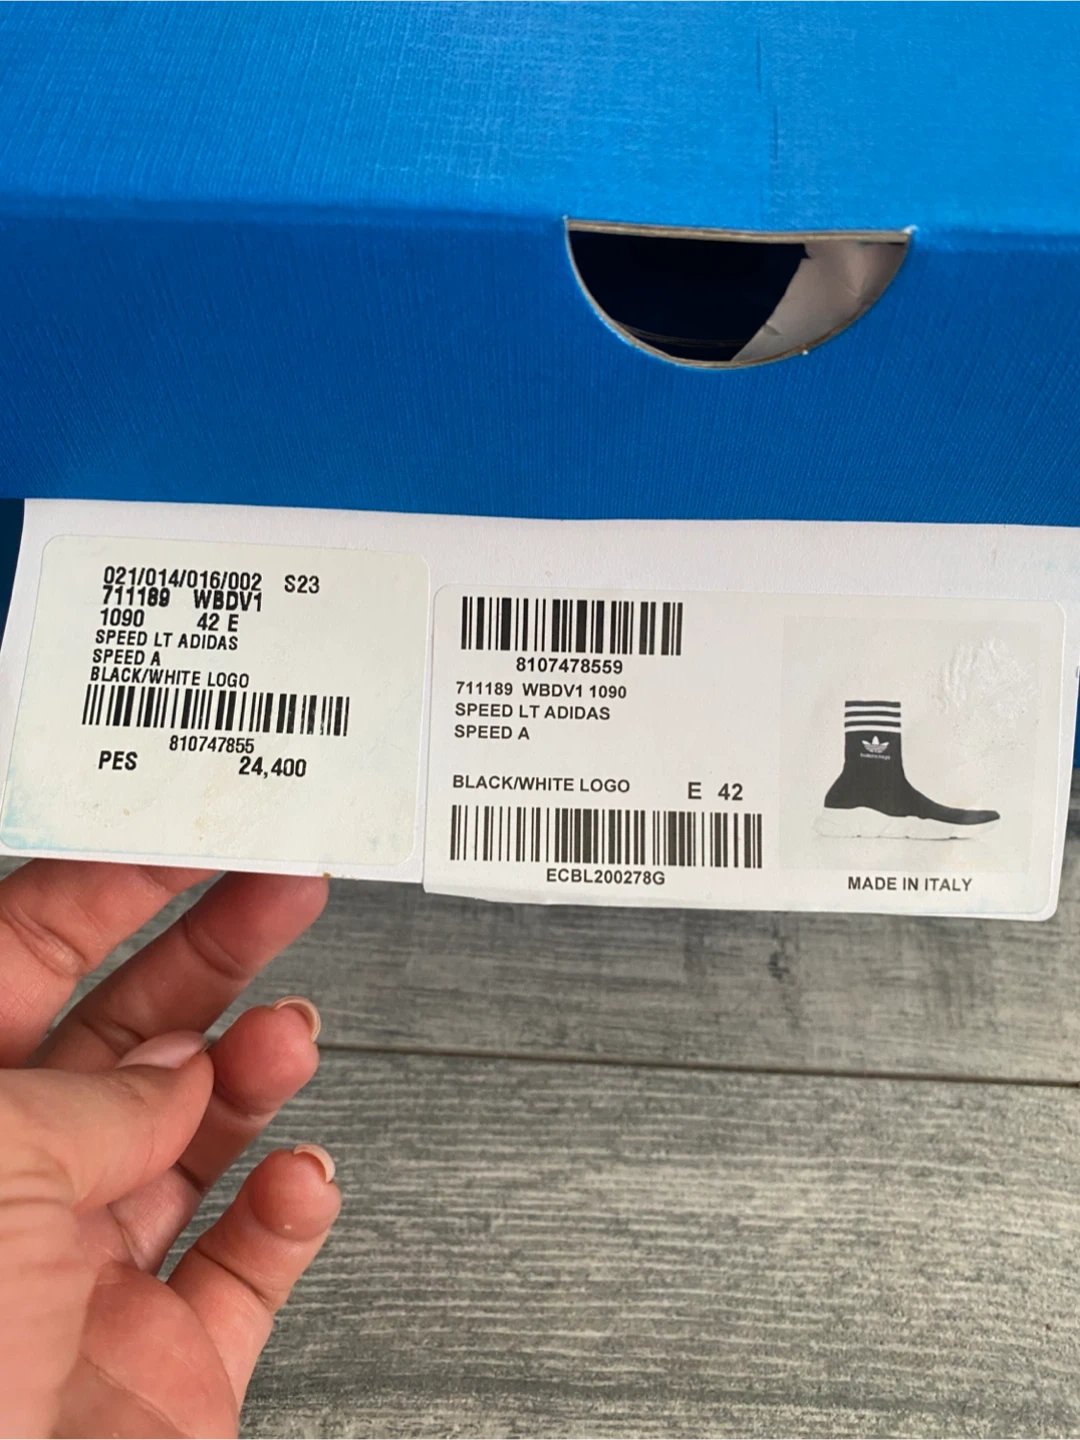 021/014/016/002 S23
711189 WBDV1
1090 42 E
SPEED LT ADIDAS
SPEED A
BLACK/WHITE LOGO
810747855
PES 24,400
8107478559
711189 WBDV1 1090
SPEED LT ADIDAS
SPEED A
BLACK/WHITE LOGO E 42
ECBL200278G
MADE IN ITALY